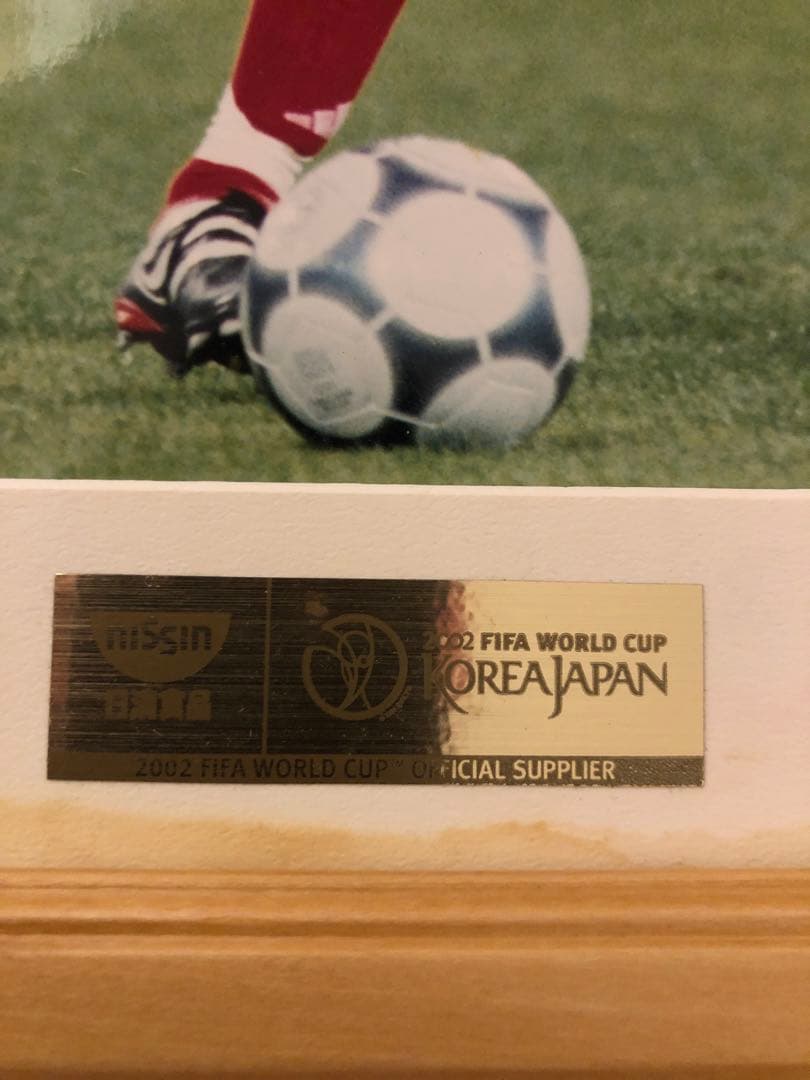 nissin
日清食品
2002 FIFA WORLD CUP
KOREA JAPAN
2002 FIFA WORLD CUP™ OFFICIAL SUPPLIER